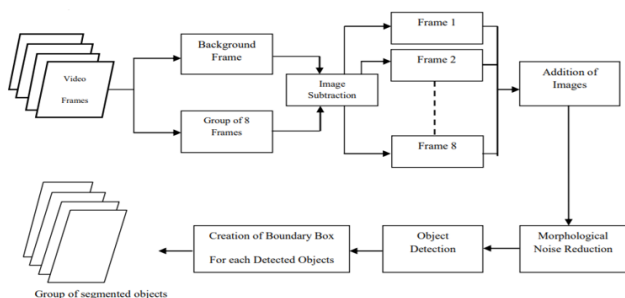 Video
Frames
Background
Frame
Group of 8
Frames
Image
Subtraction
Frame 1
Frame 2
Frame 8
Addition of
Images
Morphological
Noise Reduction
Object
Detection
Creation of Boundary Box
For each Detected Objects
Group of segmented objects